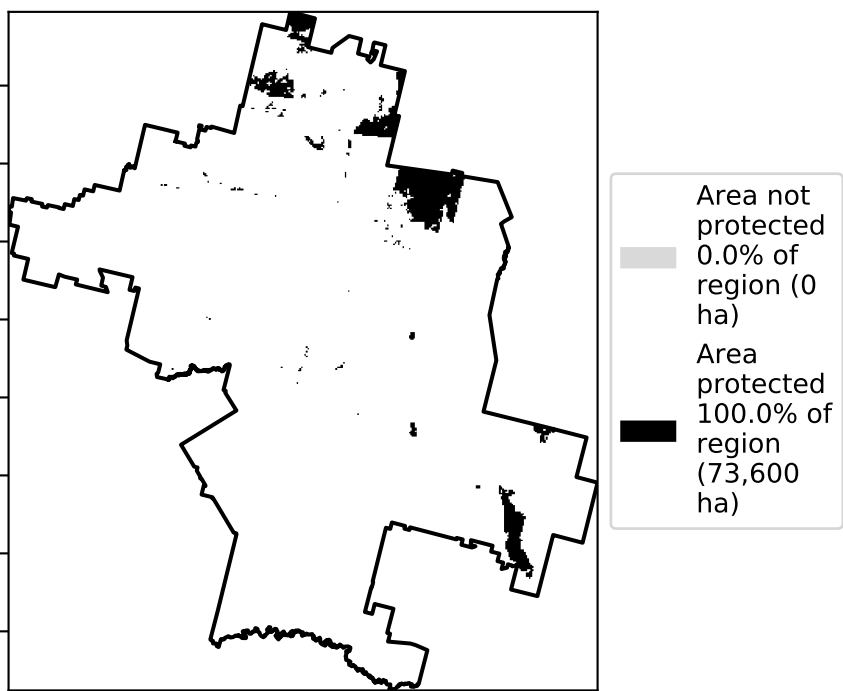 Area not
protected
0.0% of
region (0
ha)
Area
protected
100.0% of
region
(73,600
ha)